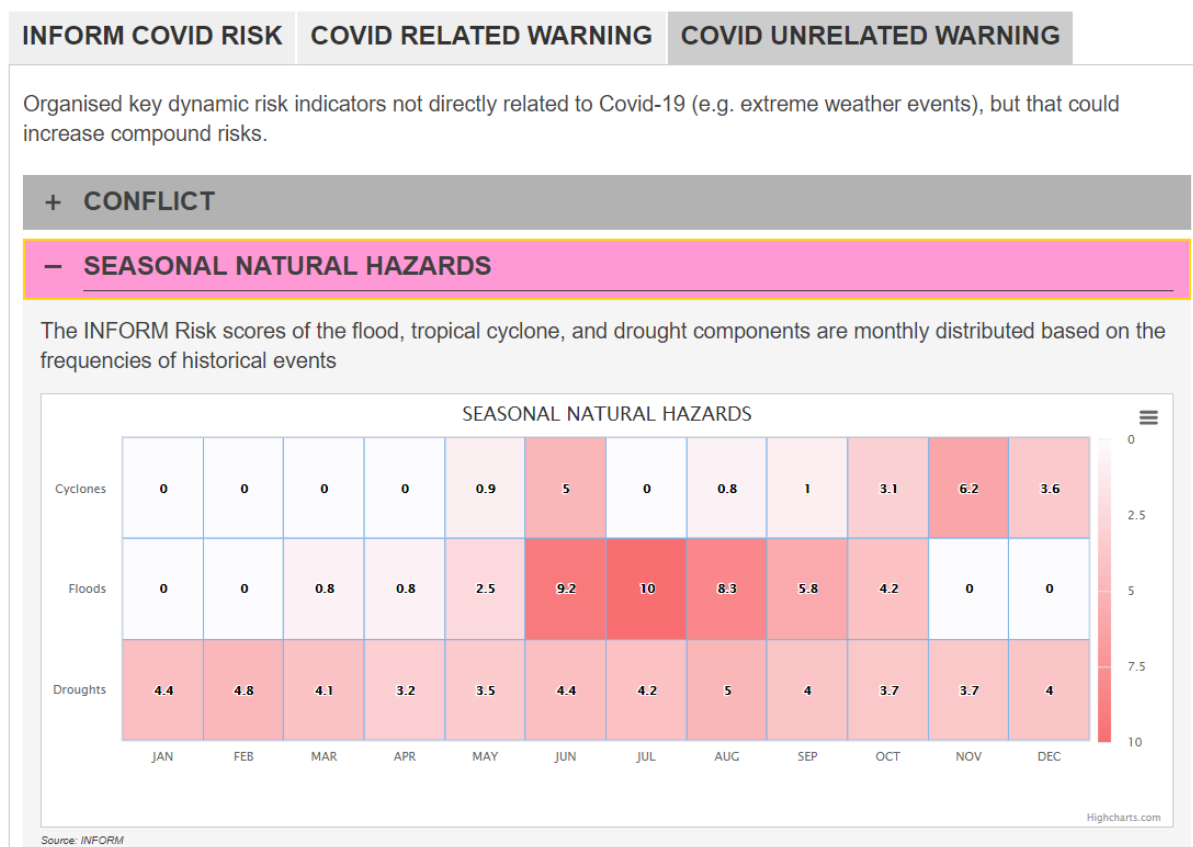 INFORM COVID RISK COVID RELATED WARNING COVID UNRELATED WARNING
Organised key dynamic risk indicators not directly related to Covid-19 (e.g. extreme weather events), but that could
increase compound risks.
+ CONFLICT
− SEASONAL NATURAL HAZARDS
The INFORM Risk scores of the flood, tropical cyclone, and drought components are monthly distributed based on the
frequencies of historical events
SEASONAL NATURAL HAZARDS
Cyclones 0 0 0 0 0.9 5 0 0.8 1 3.1 6.2 3.6
Floods 0 0 0.8 0.8 2.5 9.2 10 8.3 5.8 4.2 0 0
Droughts 4.4 4.8 4.1 3.2 3.5 4.4 4.2 5 4 3.7 3.7 4
JAN FEB MAR APR MAY JUN JUL AUG SEP OCT NOV DEC
0
2.5
5
7.5
10
Highcharts.com
Source: INFORM